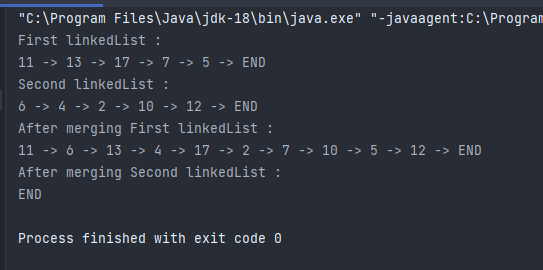 "C:\Program Files\Java\jdk-18\bin\java.exe" "-javaagent:C:\Program
First linkedList :
11 -> 13 -> 17 -> 7 -> 5 -> END
Second linkedList :
6 -> 4 -> 2 -> 10 -> 12 -> END
After merging First linkedList :
11 -> 6 -> 13 -> 4 -> 17 -> 2 -> 7 -> 10 -> 5 -> 12 -> END
After merging Second linkedList :
END
Process finished with exit code 0